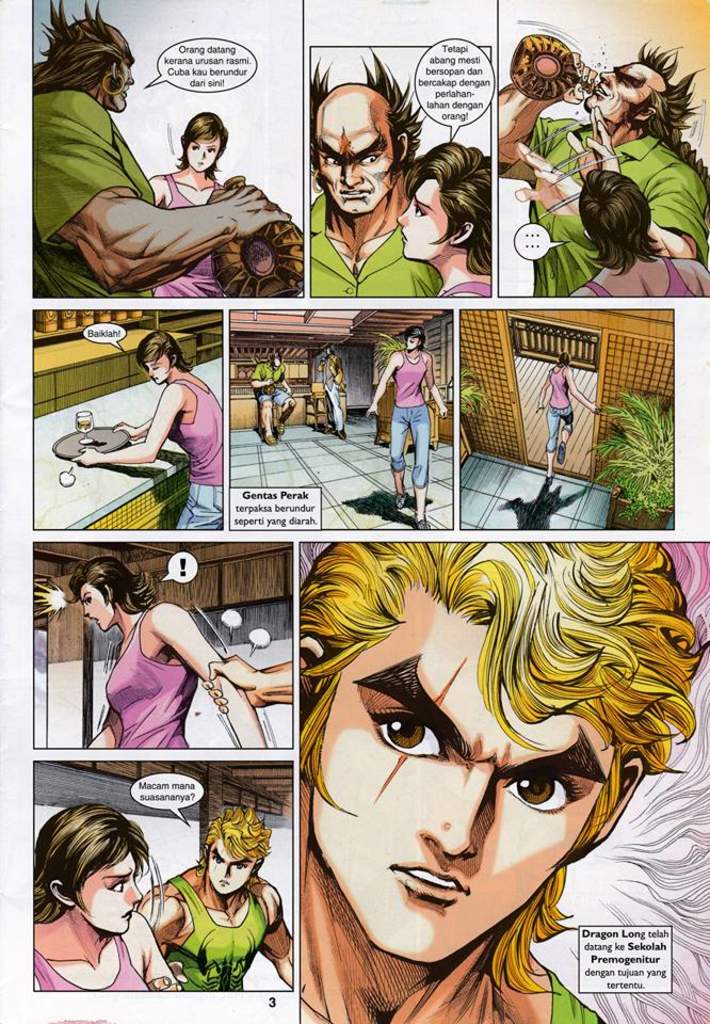 Orang datang
kerana urusan rasmi.
Cuba kau berundur
dari sini!
Tetapi
abang mesti
bersopan dan
bercakap dengan
perlahan-
lahan dengan
orang!
...
...
Baiklah!
Gentas Perak
terpaksa berundur
seperti yang diarah.
!
Macam mana
suasananya?
Dragon Long telah
datang ke Sekolah
Premogenitur
dengan tujuan yang
tertentu.
3